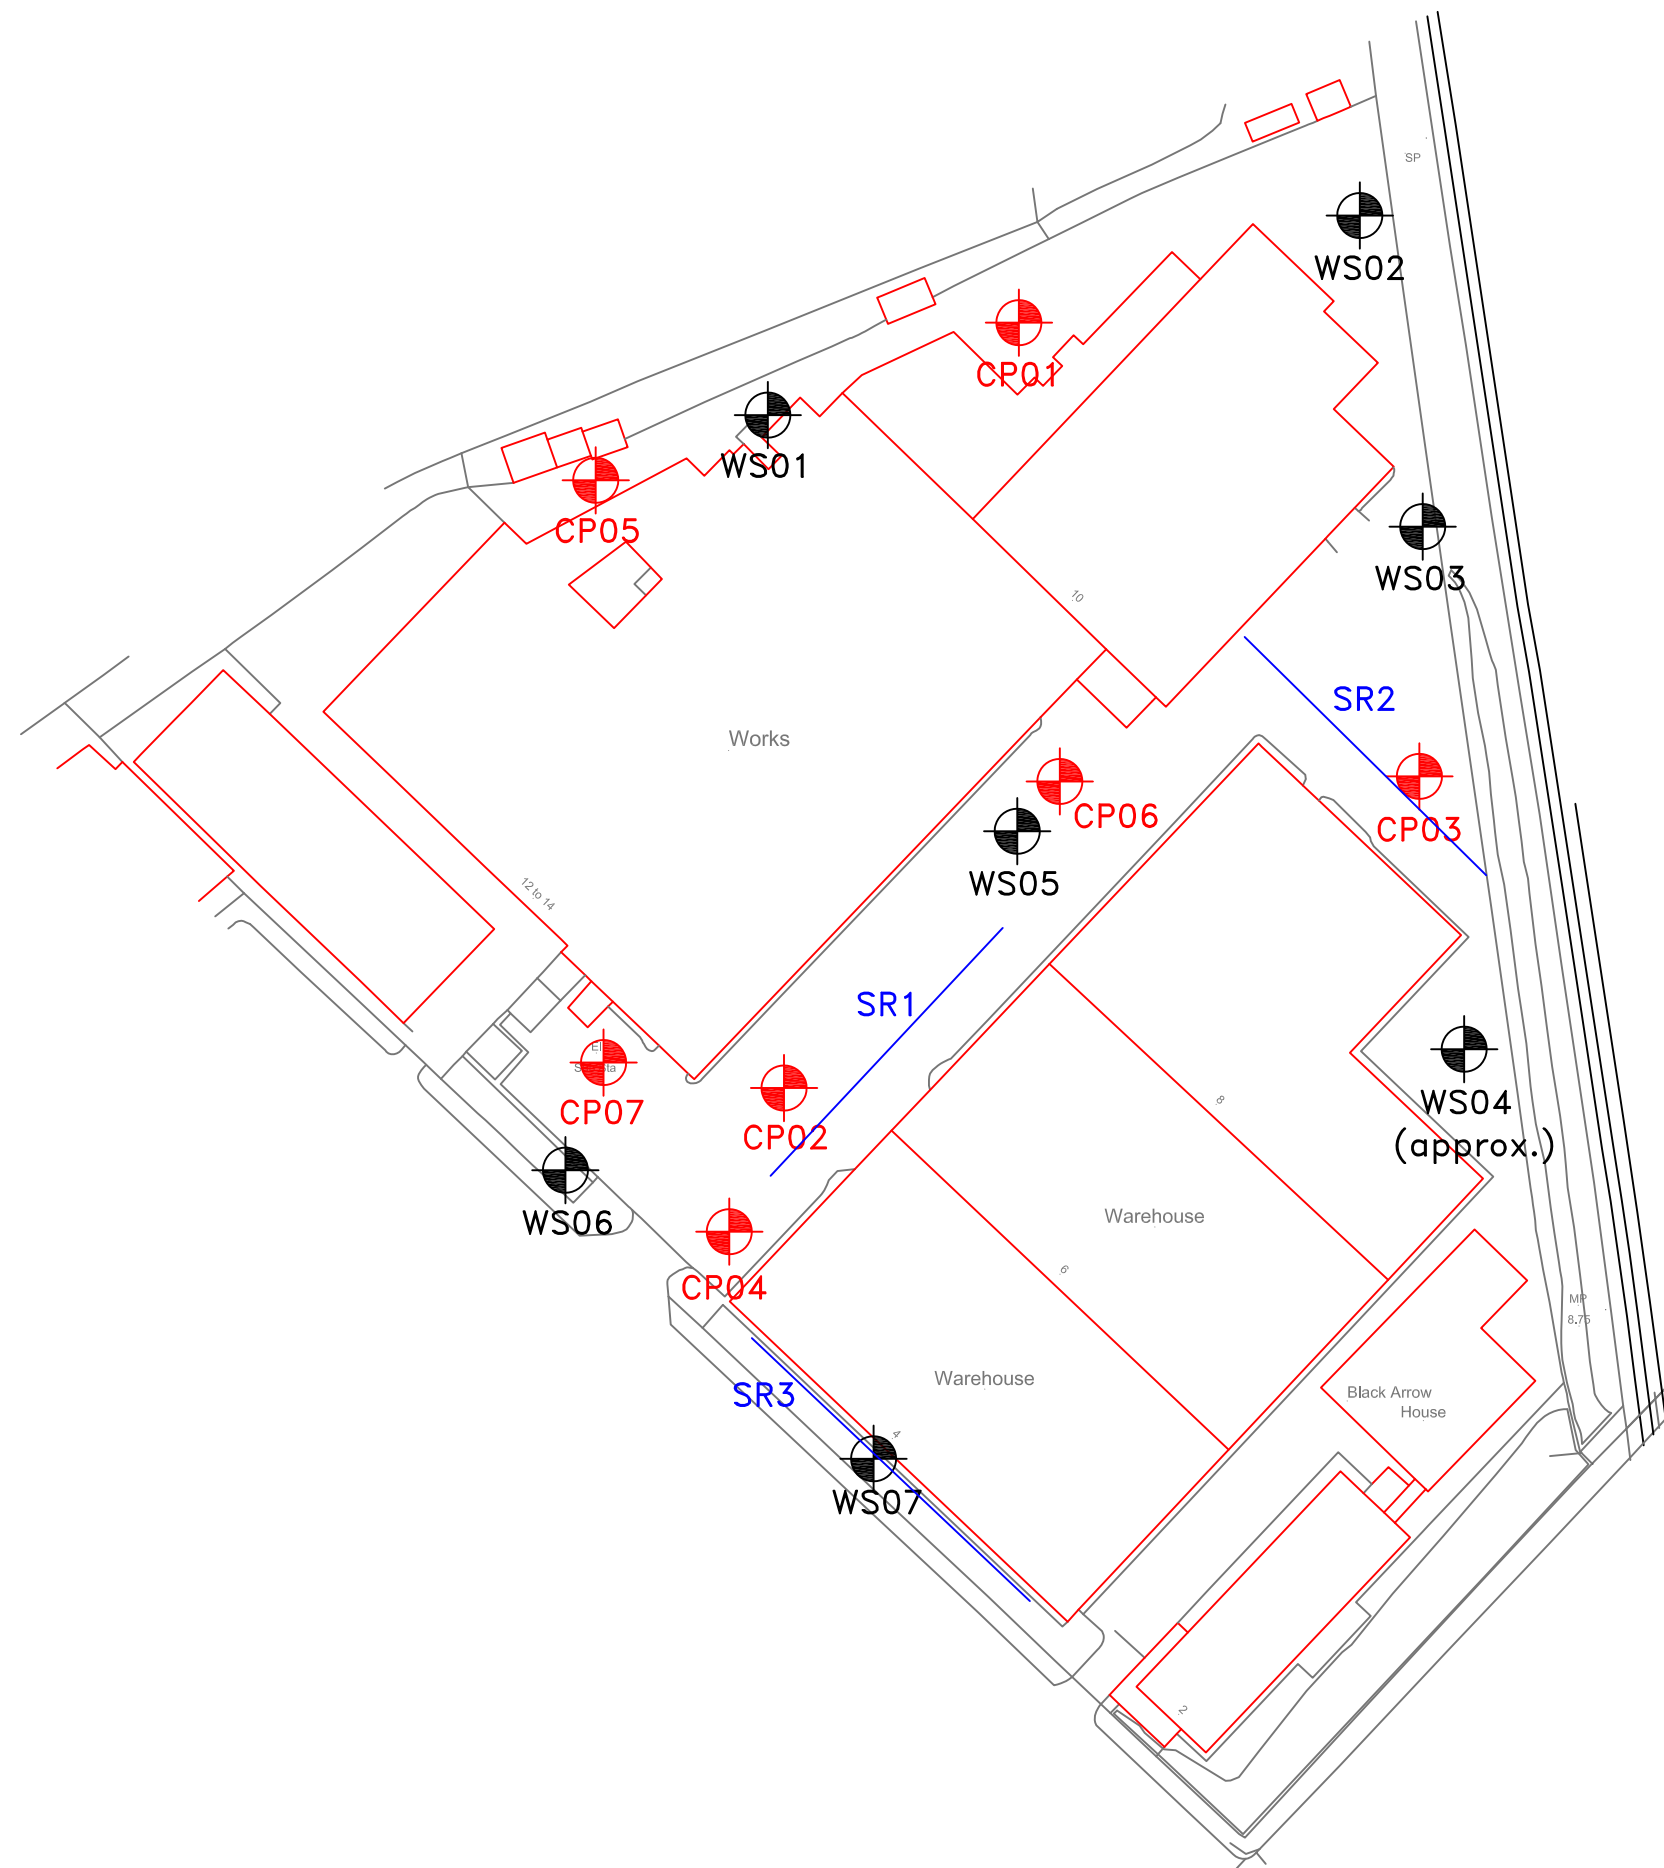 SP
WS02
CP01
WS01
CP05
WS03
10
SR2
Works
CP06
CP03
WS05
12 to 14
SR1
El
CP07
CP02
8
WS04
(approx.)
WS06
Warehouse
6
CP04
MP
8.75
Warehouse
SR3
Black Arrow
House
4
WS07
2